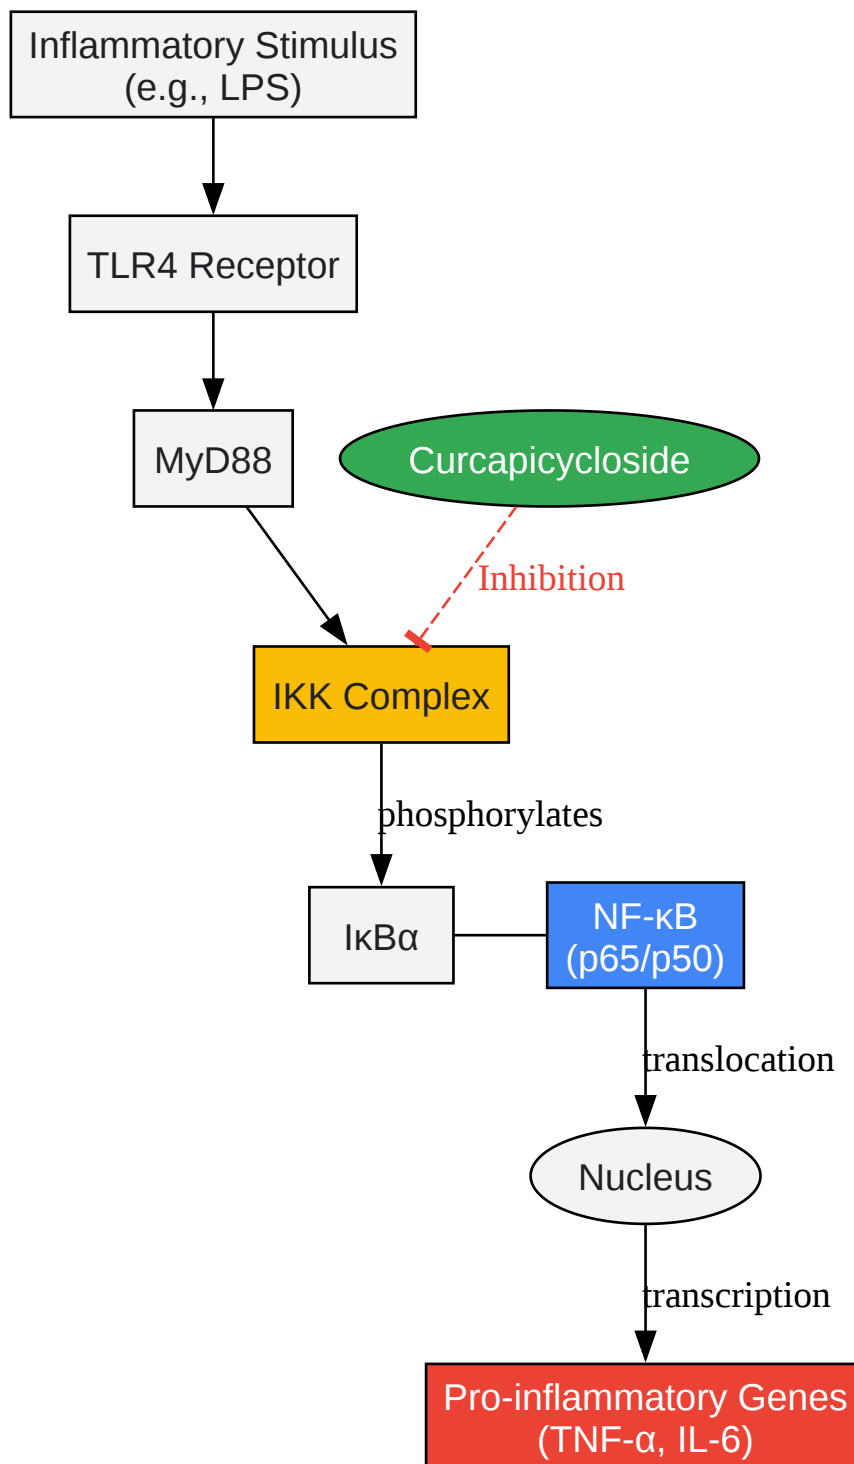 Inflammatory Stimulus
(e.g., LPS)
TLR4 Receptor
MyD88
Curcapicycloside
Inhibition
IKK Complex
phosphorylates
IκBα
NF-κB
(p65/p50)
translocation
Nucleus
transcription
Pro-inflammatory Genes
(TNF-α, IL-6)